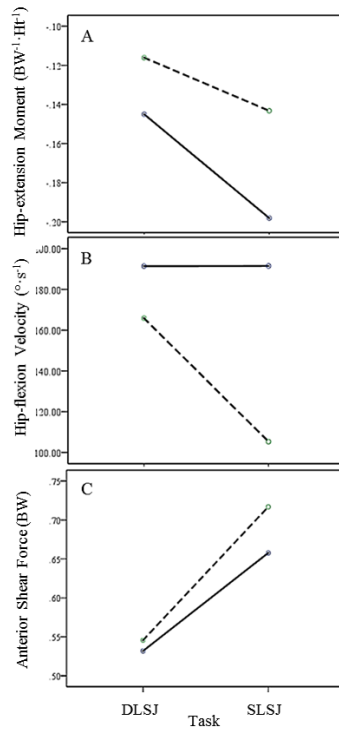 Hip-extension Moment (BW⁻¹·Ht⁻¹)
A
-.10
-.12
-.14
-.16
-.18
-.20
Hip-flexion Velocity (°·s⁻¹)
B
180.00
160.00
140.00
120.00
100.00
Anterior Shear Force (BW)
C
.75
.70
.65
.60
.55
.50
DLSJ
SLSJ
Task